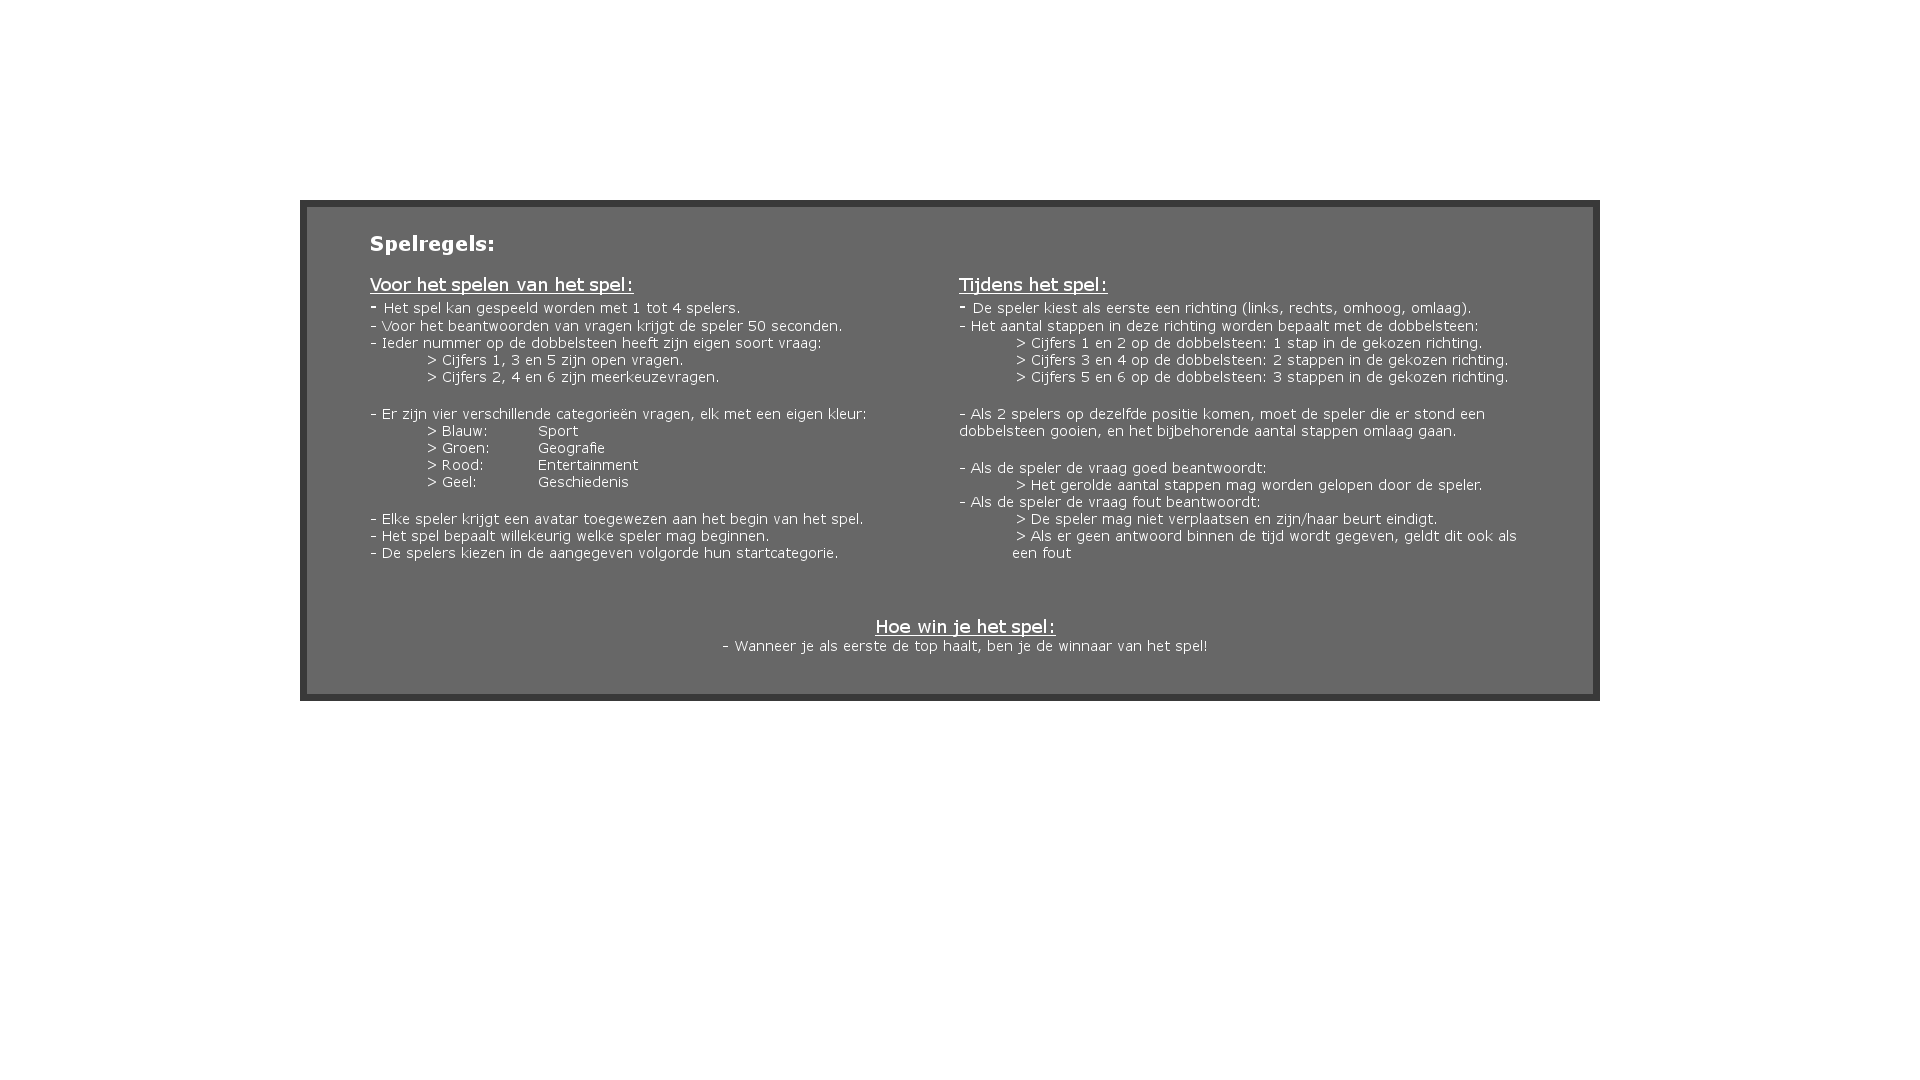 Spelregels:
Voor het spelen van het spel:
- Het spel kan gespeeld worden met 1 tot 4 spelers.
- Voor het beantwoorden van vragen krijgt de speler 50 seconden.
- Ieder nummer op de dobbelsteen heeft zijn eigen soort vraag:
> Cijfers 1, 3 en 5 zijn open vragen.
> Cijfers 2, 4 en 6 zijn meerkeuzevragen.
- Er zijn vier verschillende categorieën vragen, elk met een eigen kleur:
> Blauw: Sport
> Groen: Geografie
> Rood: Entertainment
> Geel: Geschiedenis
- Elke speler krijgt een avatar toegewezen aan het begin van het spel.
- Het spel bepaalt willekeurig welke speler mag beginnen.
- De spelers kiezen in de aangegeven volgorde hun startcategorie.
Tijdens het spel:
- De speler kiest als eerste een richting (links, rechts, omhoog, omlaag).
- Het aantal stappen in deze richting worden bepaalt met de dobbelsteen:
> Cijfers 1 en 2 op de dobbelsteen: 1 stap in de gekozen richting.
> Cijfers 3 en 4 op de dobbelsteen: 2 stappen in de gekozen richting.
> Cijfers 5 en 6 op de dobbelsteen: 3 stappen in de gekozen richting.
- Als 2 spelers op dezelfde positie komen, moet de speler die er stond een
dobbelsteen gooien, en het bijbehorende aantal stappen omlaag gaan.
- Als de speler de vraag goed beantwoordt:
> Het gerolde aantal stappen mag worden gelopen door de speler.
- Als de speler de vraag fout beantwoordt:
> De speler mag niet verplaatsen en zijn/haar beurt eindigt.
> Als er geen antwoord binnen de tijd wordt gegeven, geldt dit ook als
een fout
Hoe win je het spel:
- Wanneer je als eerste de top haalt, ben je de winnaar van het spel!